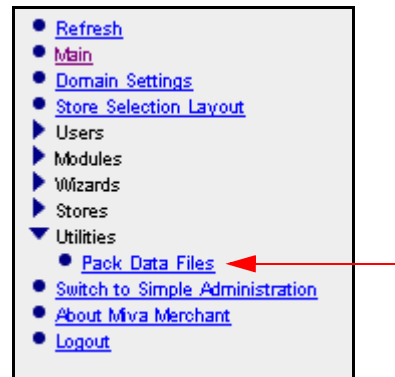 Refresh
Main
Domain Settings
Store Selection Layout
Users
Modules
Wizards
Stores
Utilities
Pack Data Files
Switch to Simple Administration
About Miva Merchant
Logout